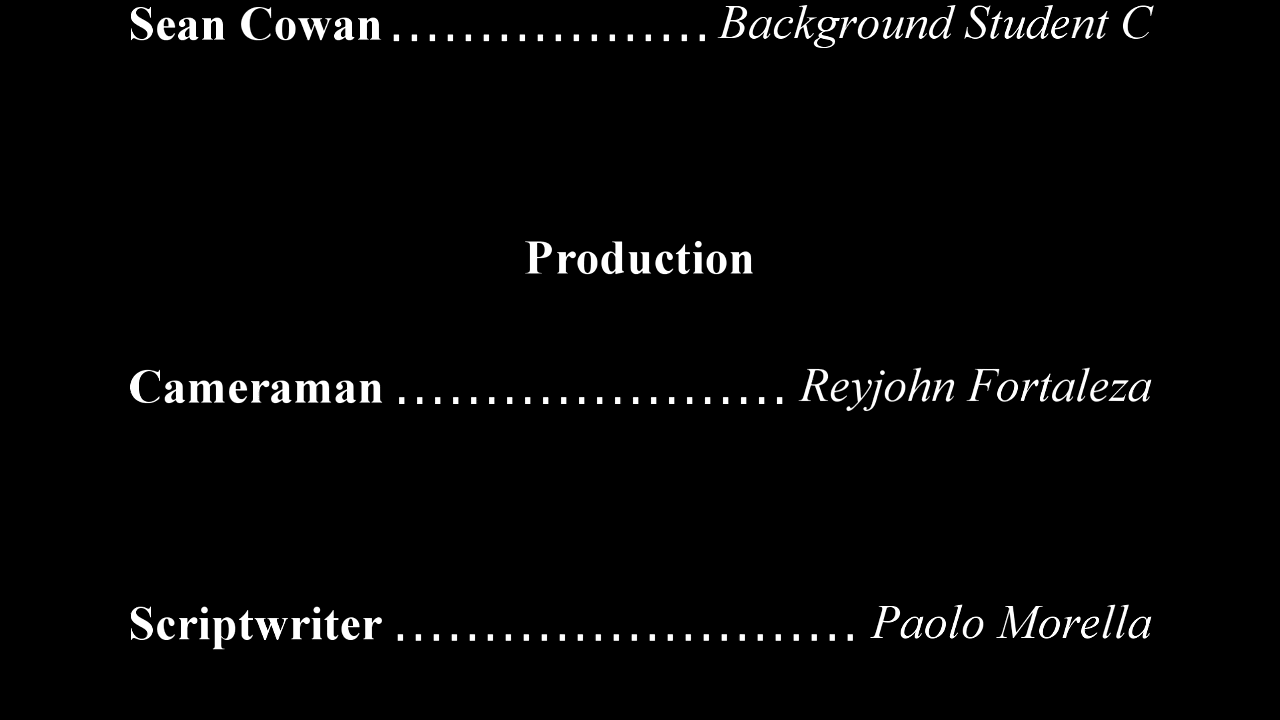 Sean Cowan .................. Background Student C
Production
Cameraman ...................... Reyjohn Fortaleza
Scriptwriter .......................... Paolo Morella